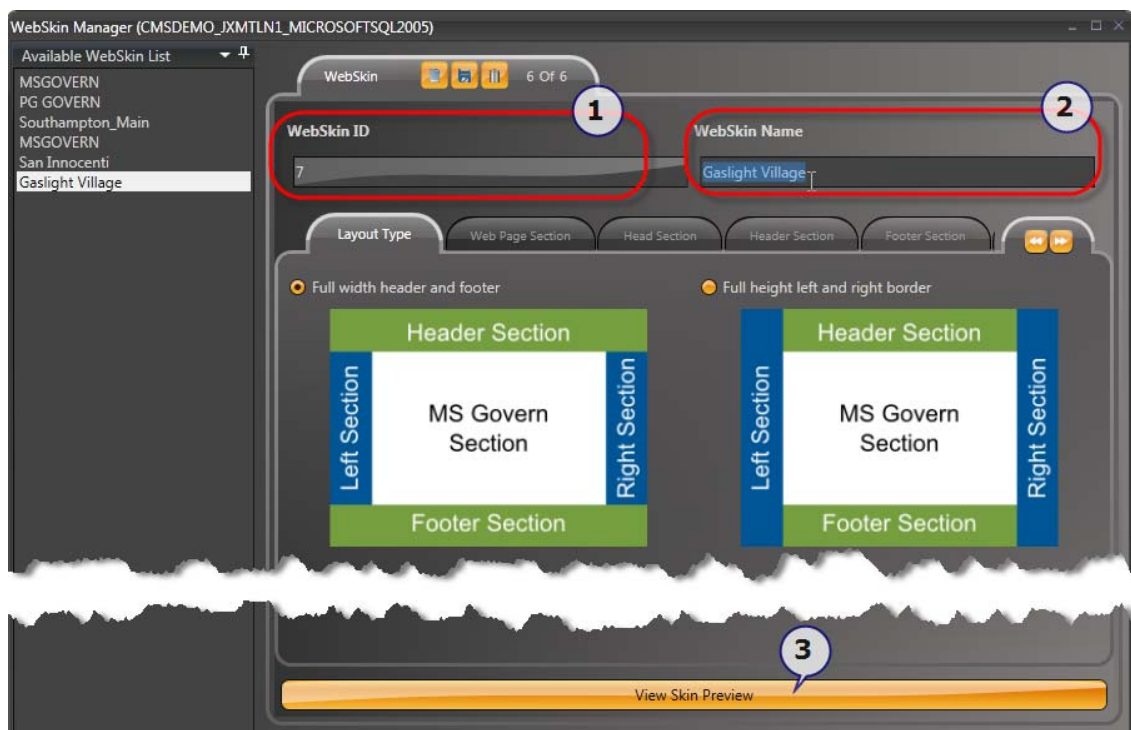 WebSkin Manager (CMSDEMO_JXMTLN1_MICROSOFTSQL2005)
Available WebSkin List
MSGOVERN
PG GOVERN
Southampton_Main
MSGOVERN
San Innocenti
Gaslight Village
WebSkin 6 Of 6
1
2
WebSkin ID
WebSkin Name
7
Gaslight Village
Layout Type
Web Page Section
Head Section
Header Section
Footer Section
Full width header and footer
Full height left and right border
Header Section
Left Section
MS Govern
Section
Right Section
Footer Section
Header Section
Left Section
MS Govern
Section
Right Section
Footer Section
3
View Skin Preview